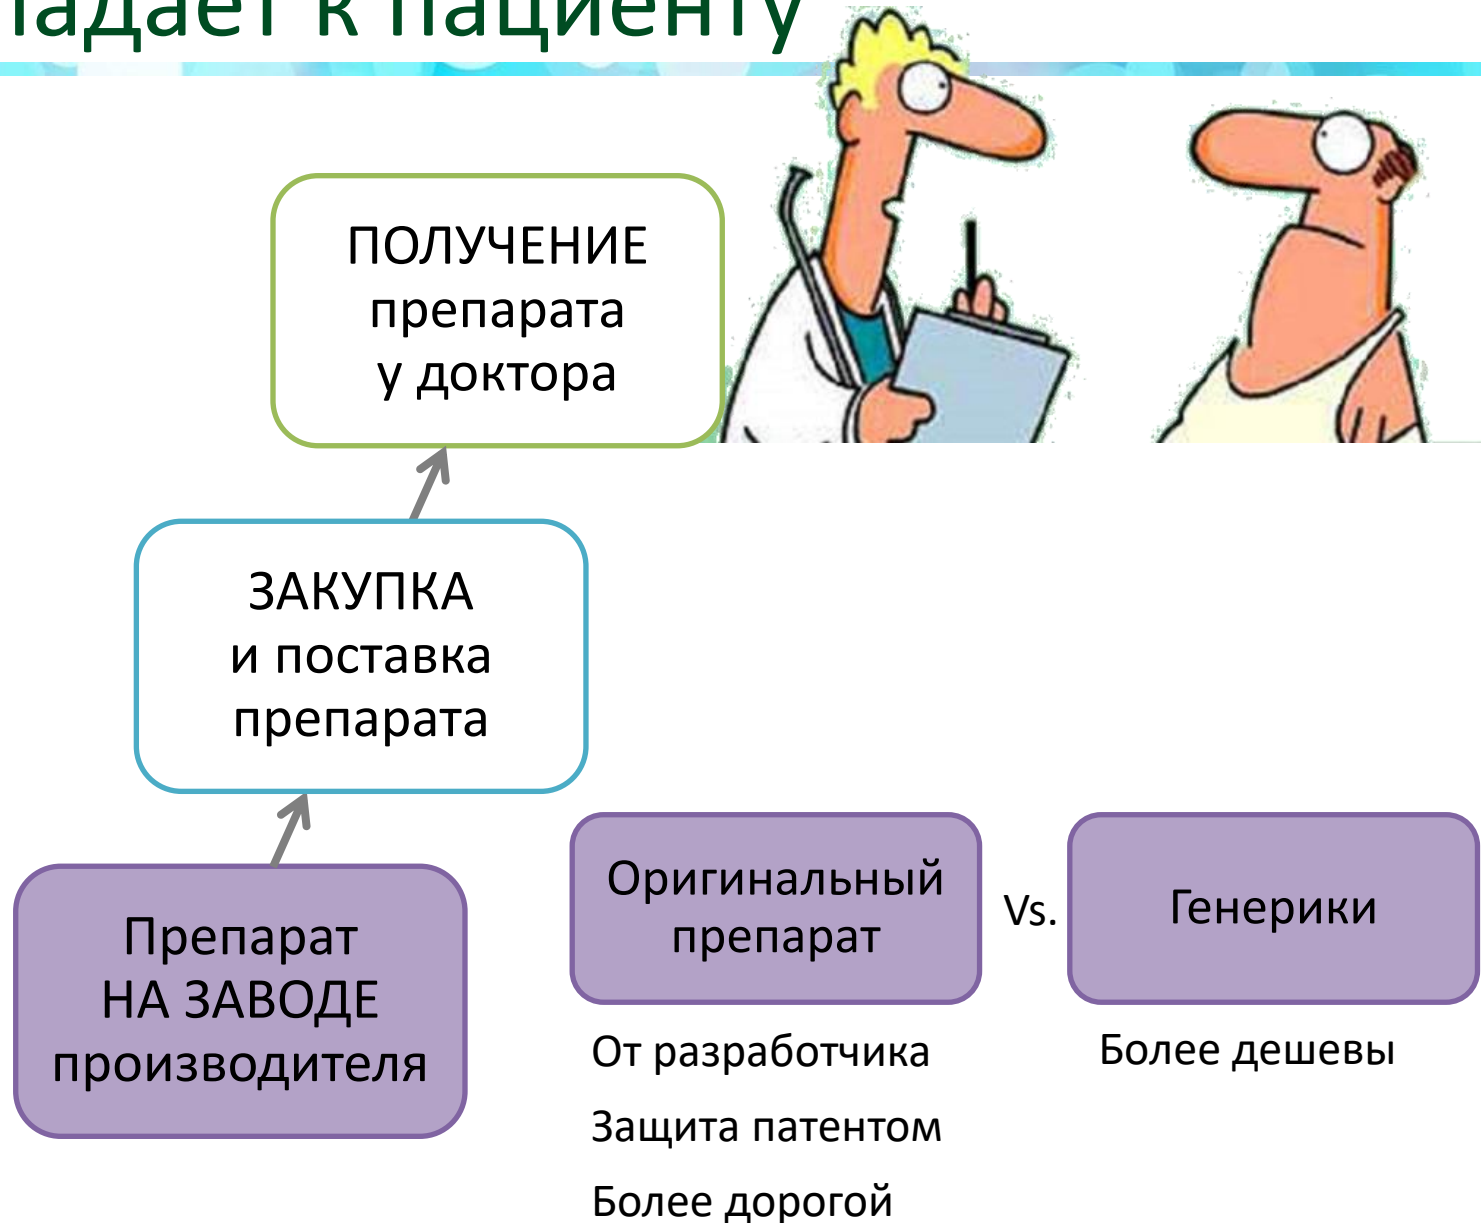 к пациенту
ПОЛУЧЕНИЕ
препарата
у доктора
ЗАКУПКА
и поставка
препарата
Препарат
НА ЗАВОДЕ
производителя
Оригинальный
препарат
Vs.
Генерики
От разработчика
Защита патентом
Более дорогой
Более дешевы